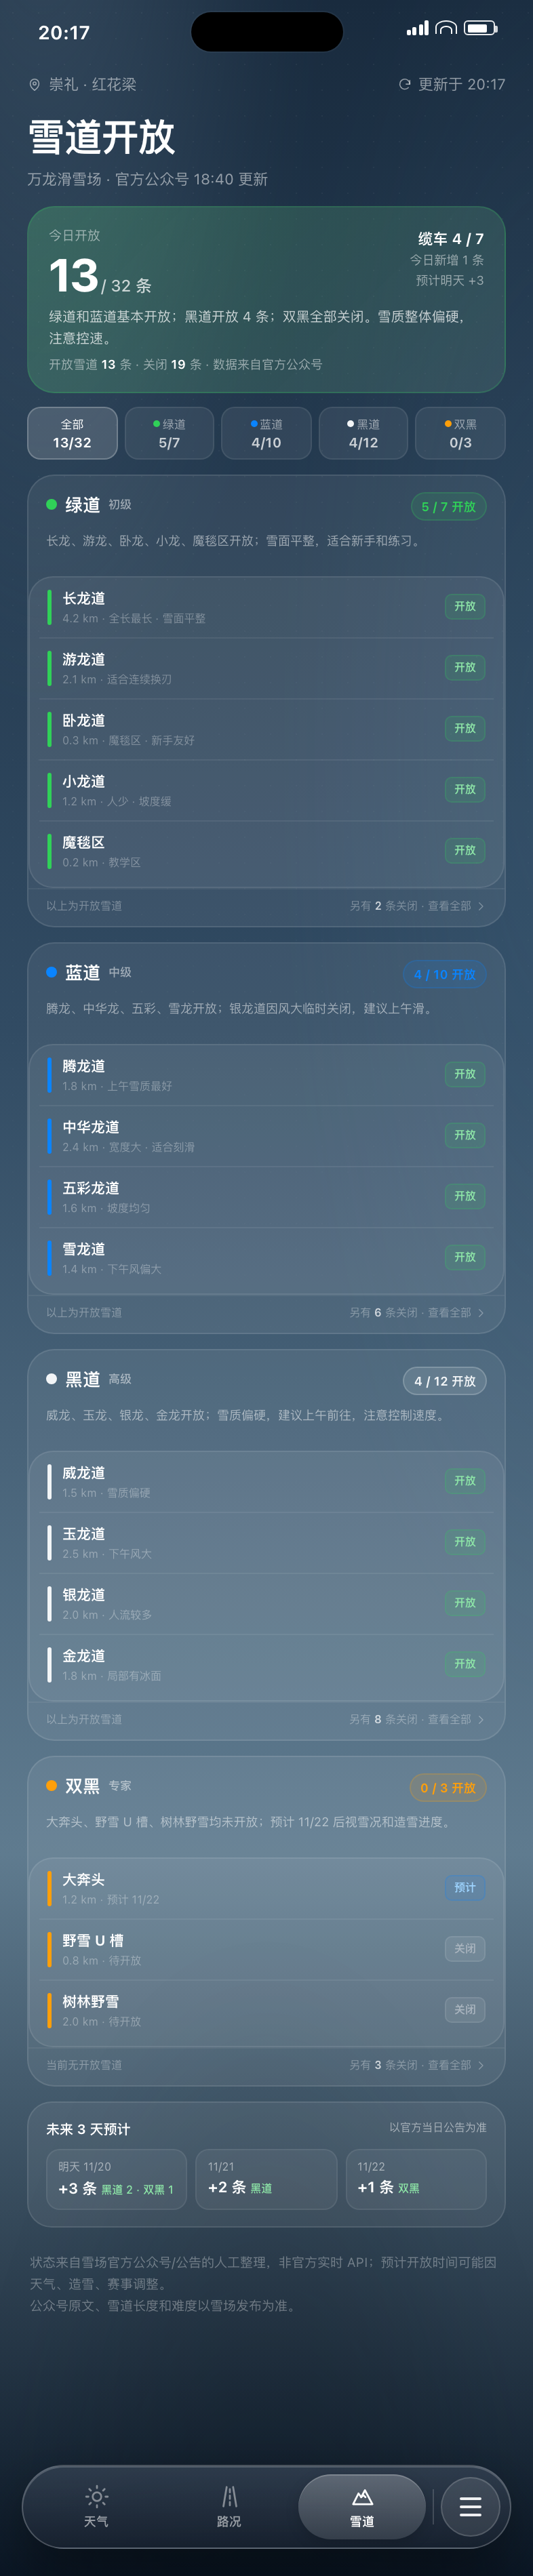 20:17
崇礼 · 红花梁
更新于 20:17
雪道开放
万龙滑雪场 · 官方公众号 18:40 更新
今日开放
13 / 32 条
缆车 4 / 7
今日新增 1 条
预计明天 +3
绿道和蓝道基本开放；黑道开放 4 条；双黑全部关闭。雪质整体偏硬，
注意控速。
开放雪道 13 条 · 关闭 19 条 · 数据来自官方公众号
全部
13/32
绿道
5/7
蓝道
4/10
黑道
4/12
双黑
0/3
绿道 初级
5 / 7 开放
长龙、游龙、卧龙、小龙、魔毯区开放；雪面平整，适合新手和练习。
长龙道
4.2 km · 全长最长 · 雪面平整
开放
游龙道
2.1 km · 适合连续换刃
开放
卧龙道
0.3 km · 魔毯区 · 新手友好
开放
小龙道
1.2 km · 人少 · 坡度缓
开放
魔毯区
0.2 km · 教学区
开放
以上为开放雪道
另有 2 条关闭 · 查看全部
蓝道 中级
4 / 10 开放
腾龙、中华龙、五彩、雪龙开放；银龙道因风大临时关闭，建议上午滑。
腾龙道
1.8 km · 上午雪质最好
开放
中华龙道
2.4 km · 宽度大 · 适合刻滑
开放
五彩龙道
1.6 km · 坡度均匀
开放
雪龙道
1.4 km · 下午风偏大
开放
以上为开放雪道
另有 6 条关闭 · 查看全部
黑道 高级
4 / 12 开放
威龙、玉龙、银龙、金龙开放；雪质偏硬，建议上午前往，注意控制速度。
威龙道
1.5 km · 雪质偏硬
开放
玉龙道
2.5 km · 下午风大
开放
银龙道
2.0 km · 人流较多
开放
金龙道
1.8 km · 局部有冰面
开放
以上为开放雪道
另有 8 条关闭 · 查看全部
双黑 专家
0 / 3 开放
大奔头、野雪 U 槽、树林野雪均未开放；预计 11/22 后视雪况和造雪进度。
大奔头
1.2 km · 预计 11/22
预计
野雪 U 槽
0.8 km · 待开放
关闭
树林野雪
2.0 km · 待开放
关闭
当前无开放雪道
另有 3 条关闭 · 查看全部
未来 3 天预计
以官方当日公告为准
明天 11/20
+3 条 黑道 2 · 双黑 1
11/21
+2 条 黑道
11/22
+1 条 双黑
状态来自雪场官方公众号/公告的人工整理，非官方实时 API；预计开放时间可能因
天气、造雪、赛事调整。
公众号原文、雪道长度和难度以雪场发布为准。
天气
路况
雪道